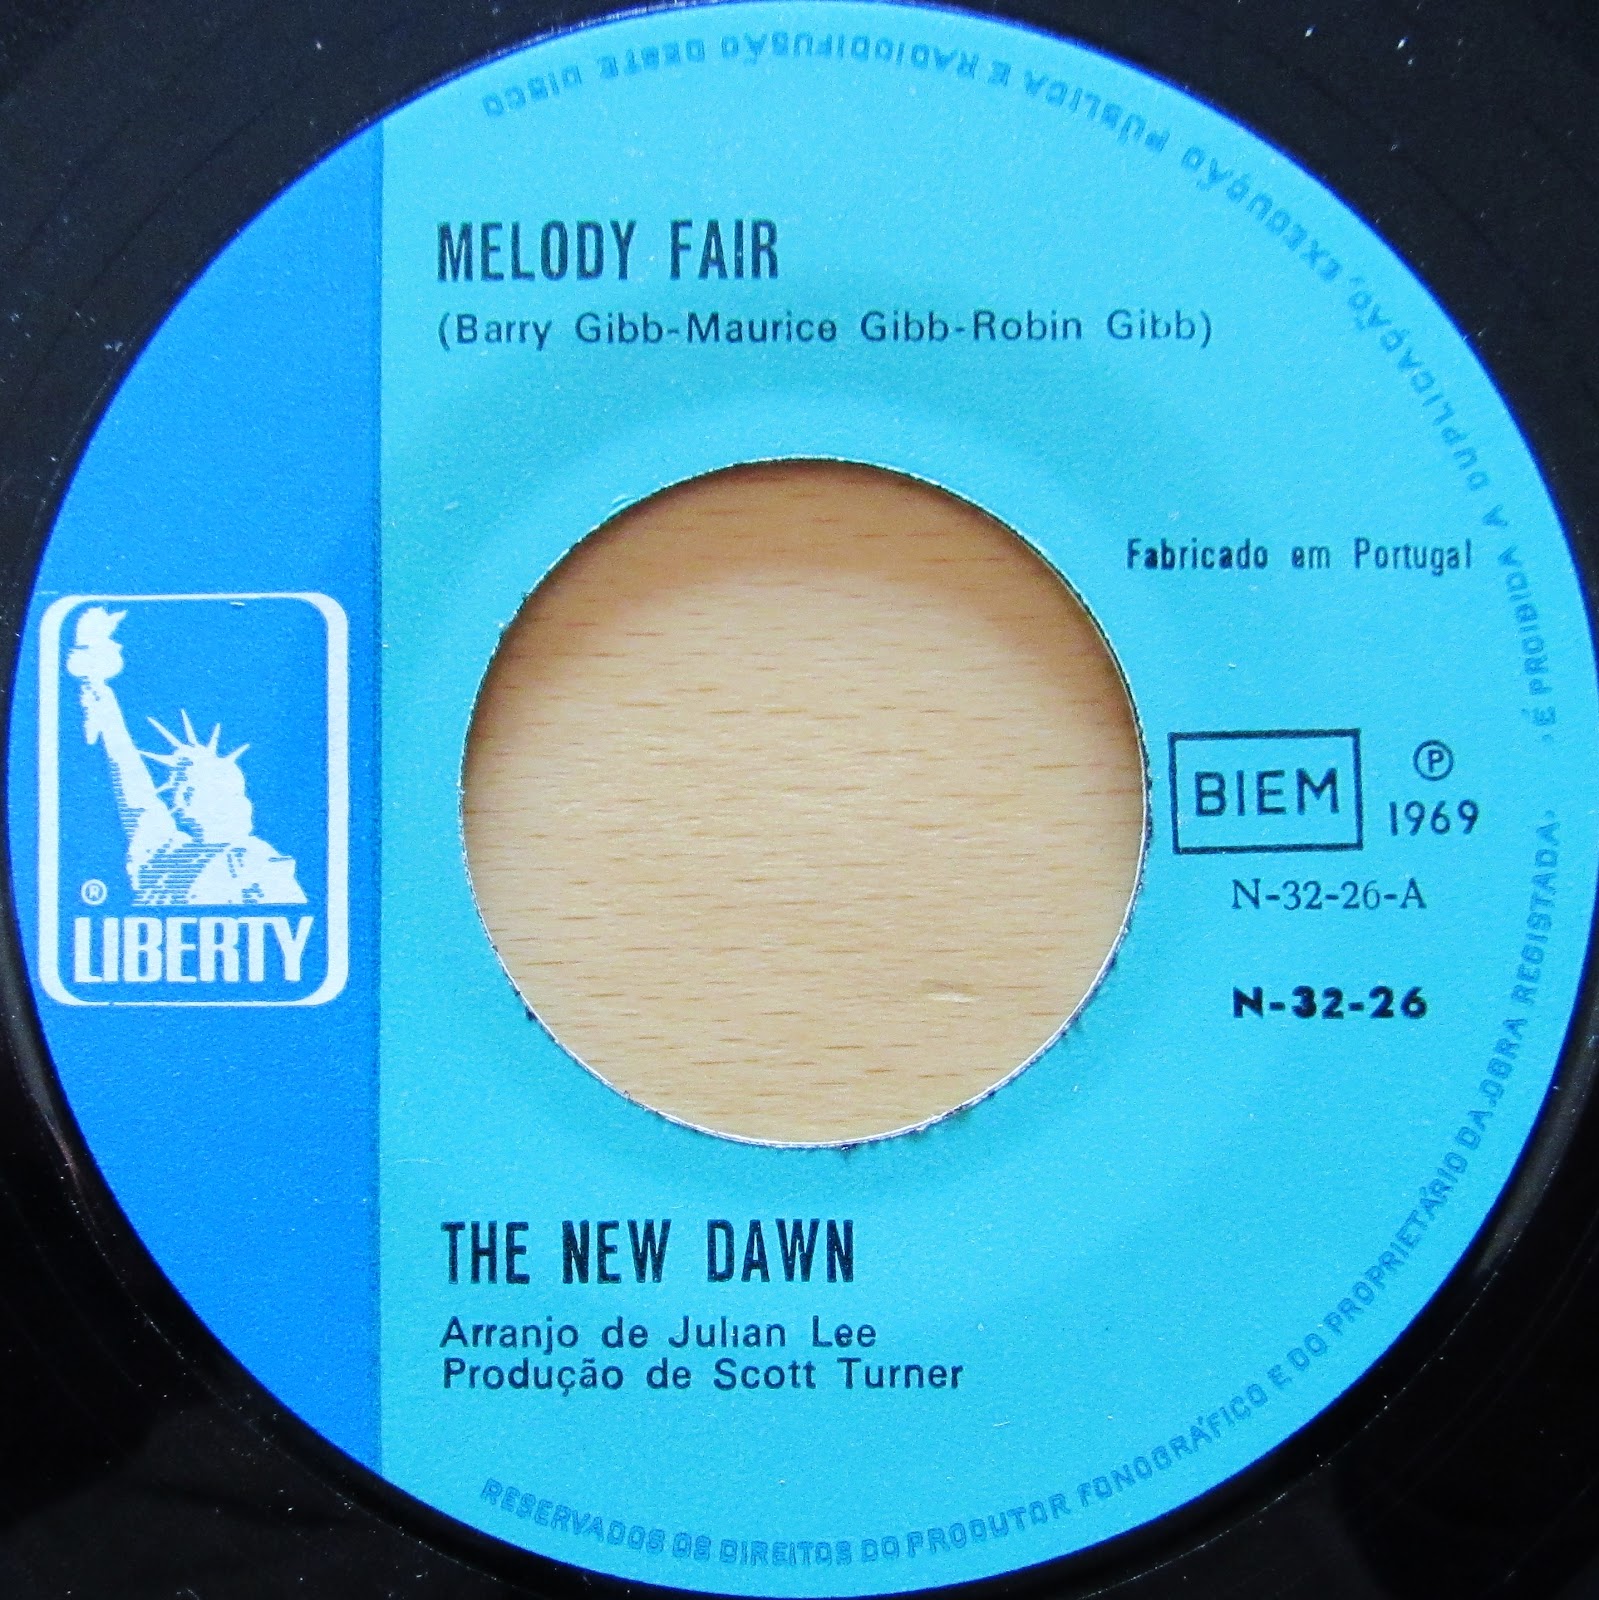 MELODY FAIR
(Barry Gibb-Maurice Gibb-Robin Gibb)
Fabricado em Portugal
BIEM
Ⓟ
1969
N-32-26-A
N-32-26
® 
LIBERTY
THE NEW DAWN
Arranjo de Julian Lee
Produção de Scott Turner
RESERVADOS OS DIREITOS DO PRODUTOR FONOGRÁFICO E DO PROPRIETÁRIO DA OBRA REGISTADA. É PROIBIDA A DUPLICAÇÃO, EXECUÇÃO PÚBLICA E RADIODIFUSÃO DESTE DISCO